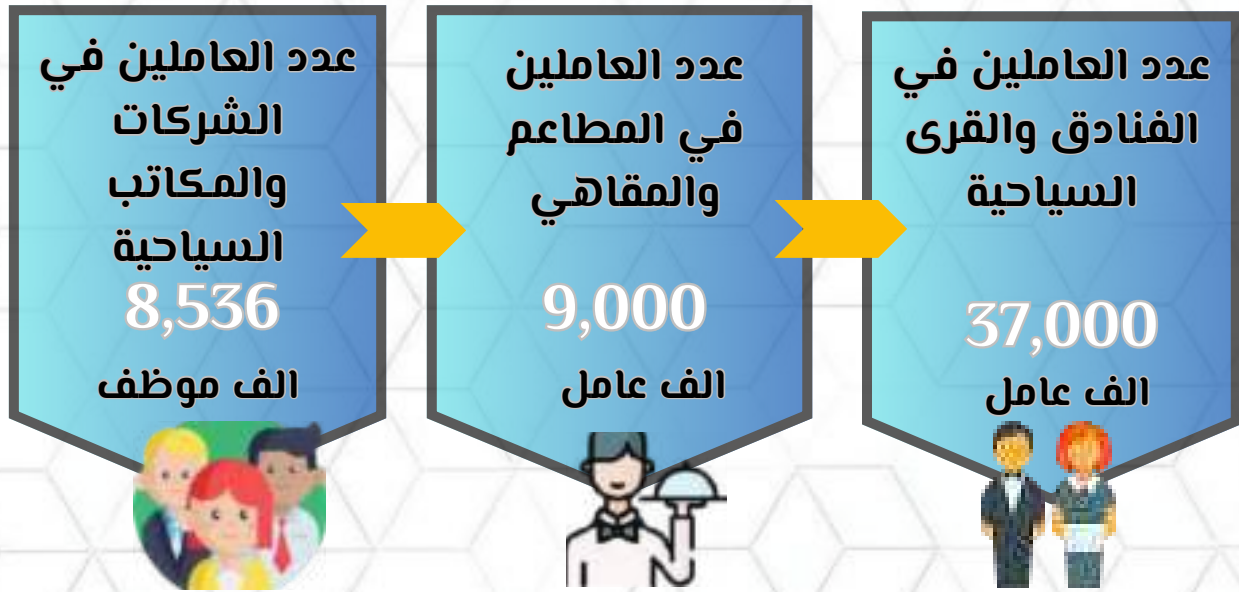 عدد العاملين في
الفنادق والقرى
السياحية
37,000
الف عامل
عدد العاملين
في المطاعم
والمقاهي
9,000
الف عامل
عدد العاملين في
الشركات
والمكاتب
السياحية
8,536
الف موظف